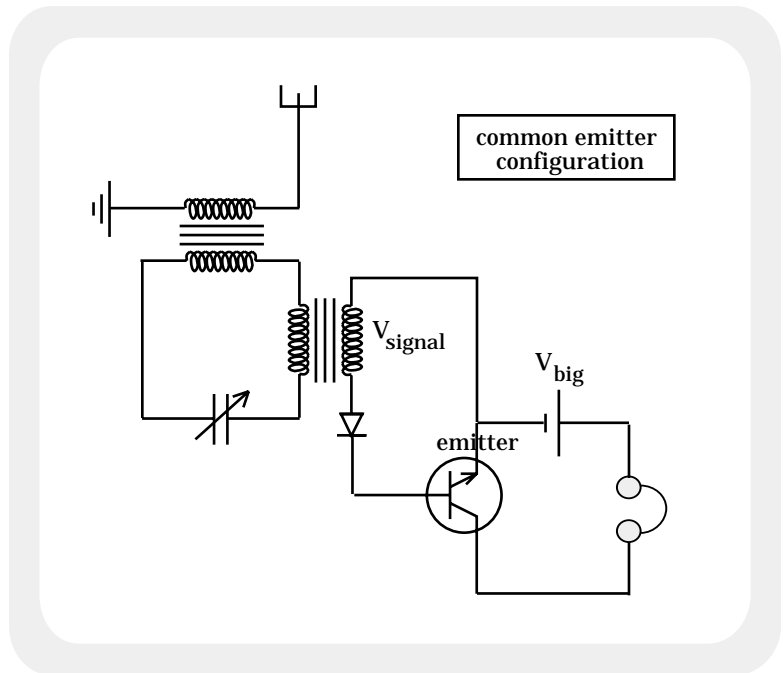 common emitter
configuration
V_signal
V_big
emitter